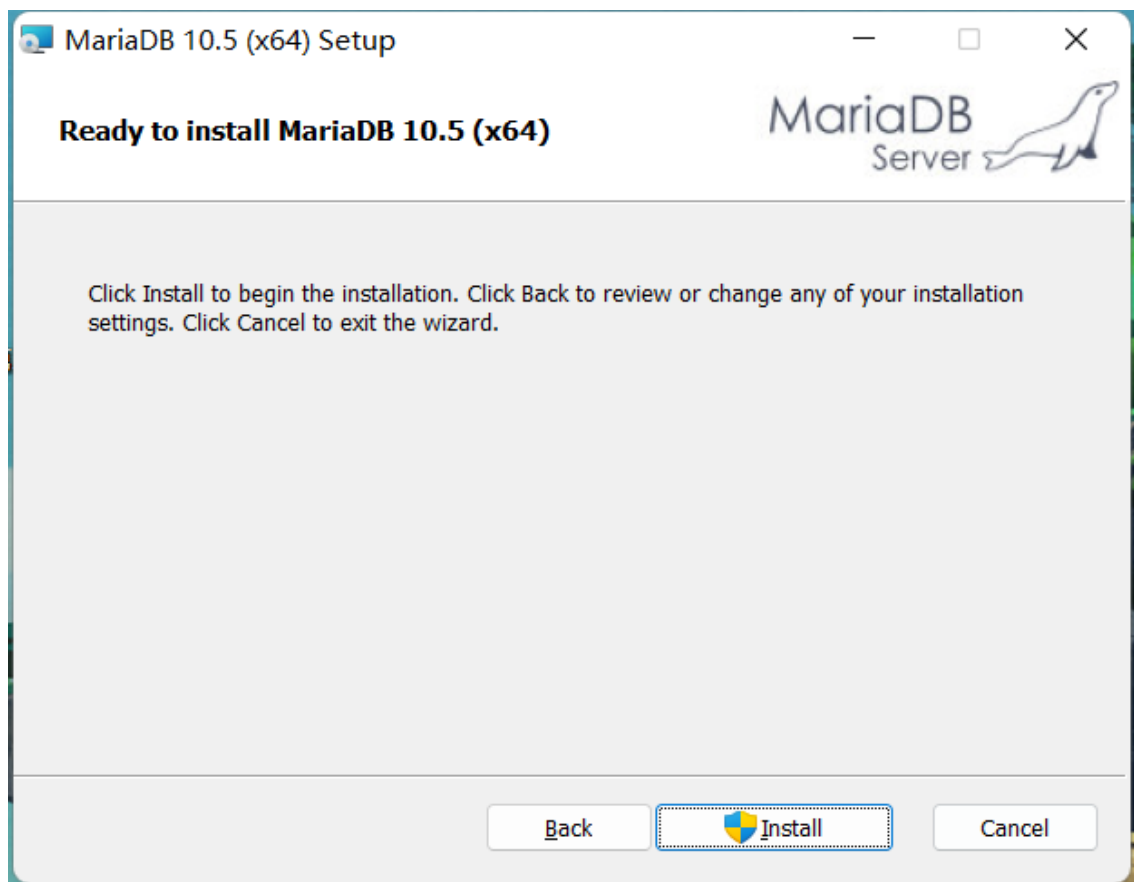 MariaDB 10.5 (x64) Setup
Ready to install MariaDB 10.5 (x64)
MariaDB
Server
Click Install to begin the installation. Click Back to review or change any of your installation
settings. Click Cancel to exit the wizard.
Back
Install
Cancel